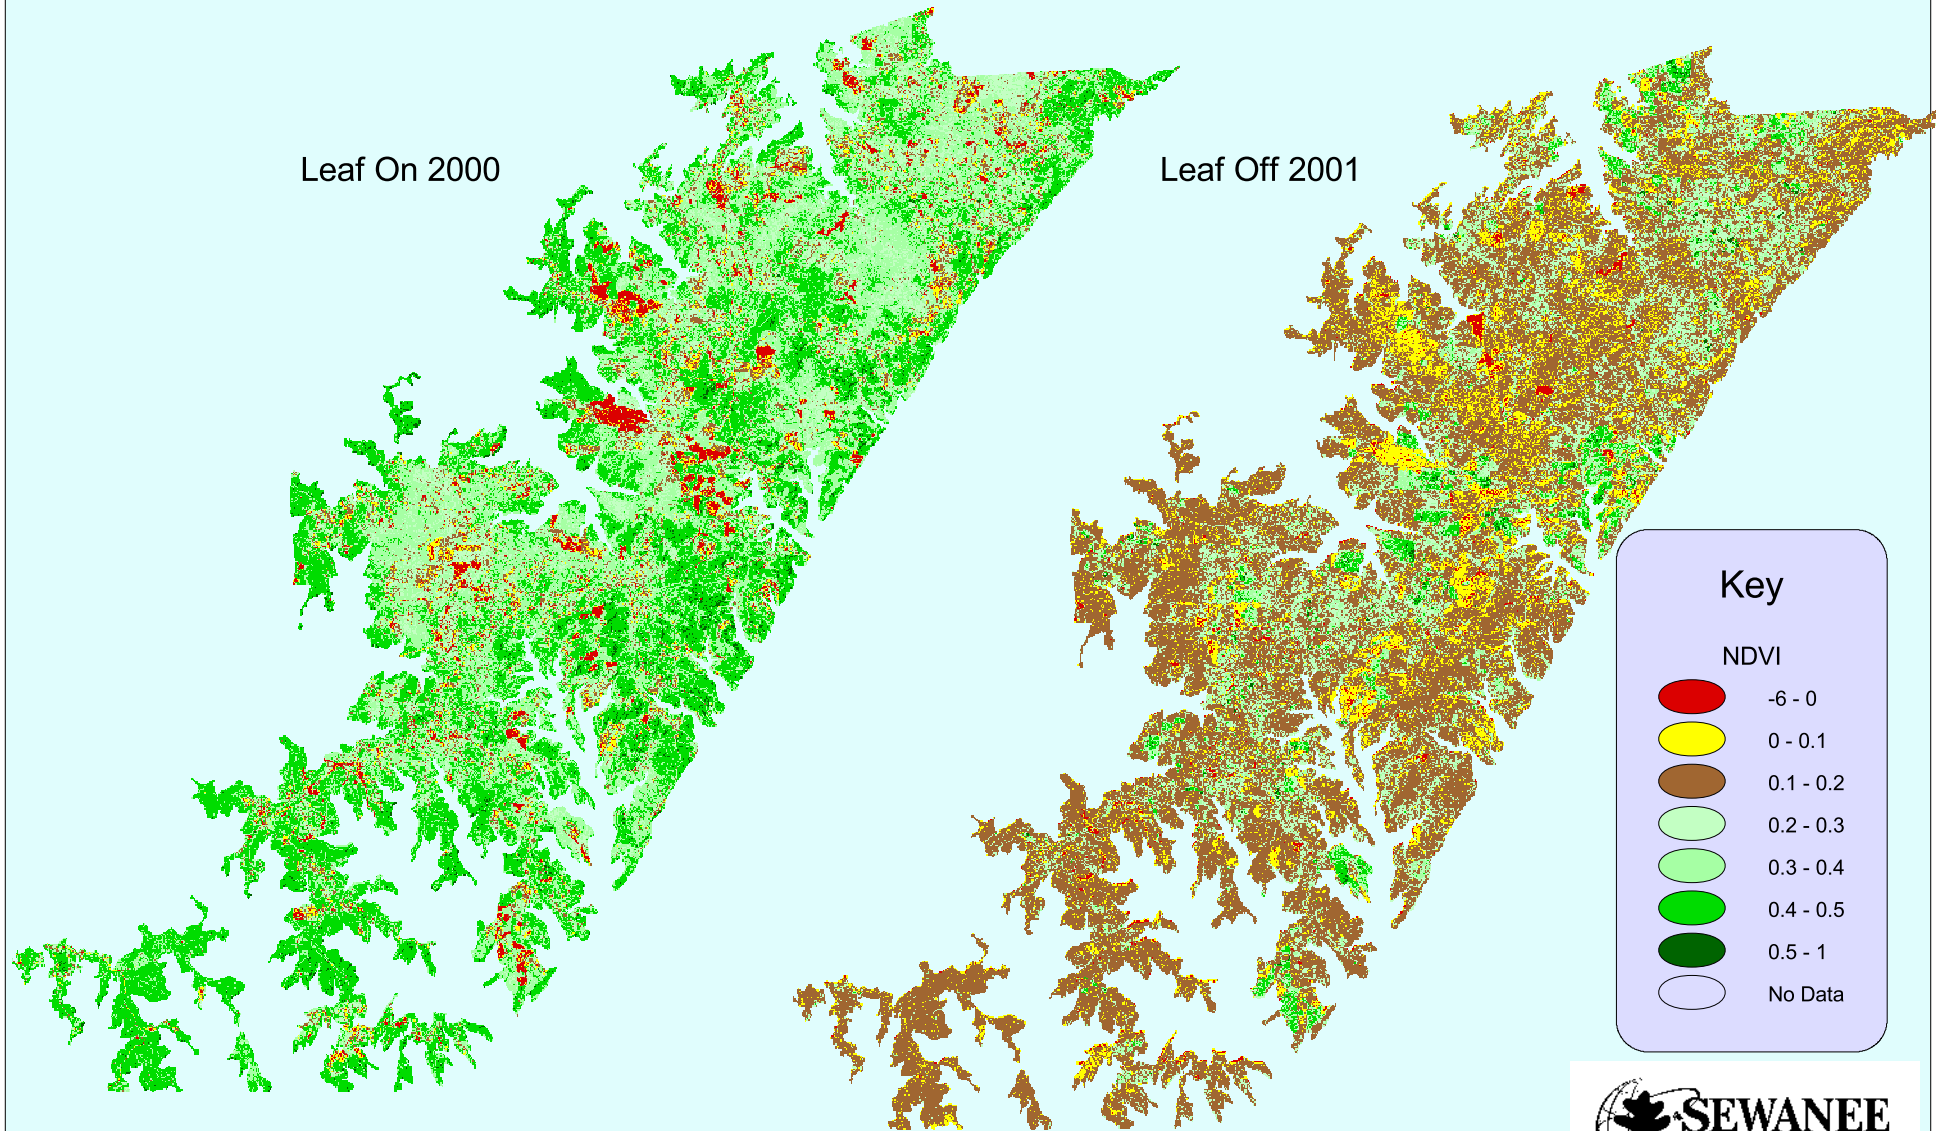 Leaf On 2000
Leaf Off 2001
Key
NDVI
-6 - 0
0 - 0.1
0.1 - 0.2
0.2 - 0.3
0.3 - 0.4
0.4 - 0.5
0.5 - 1
No Data
SEWANEE